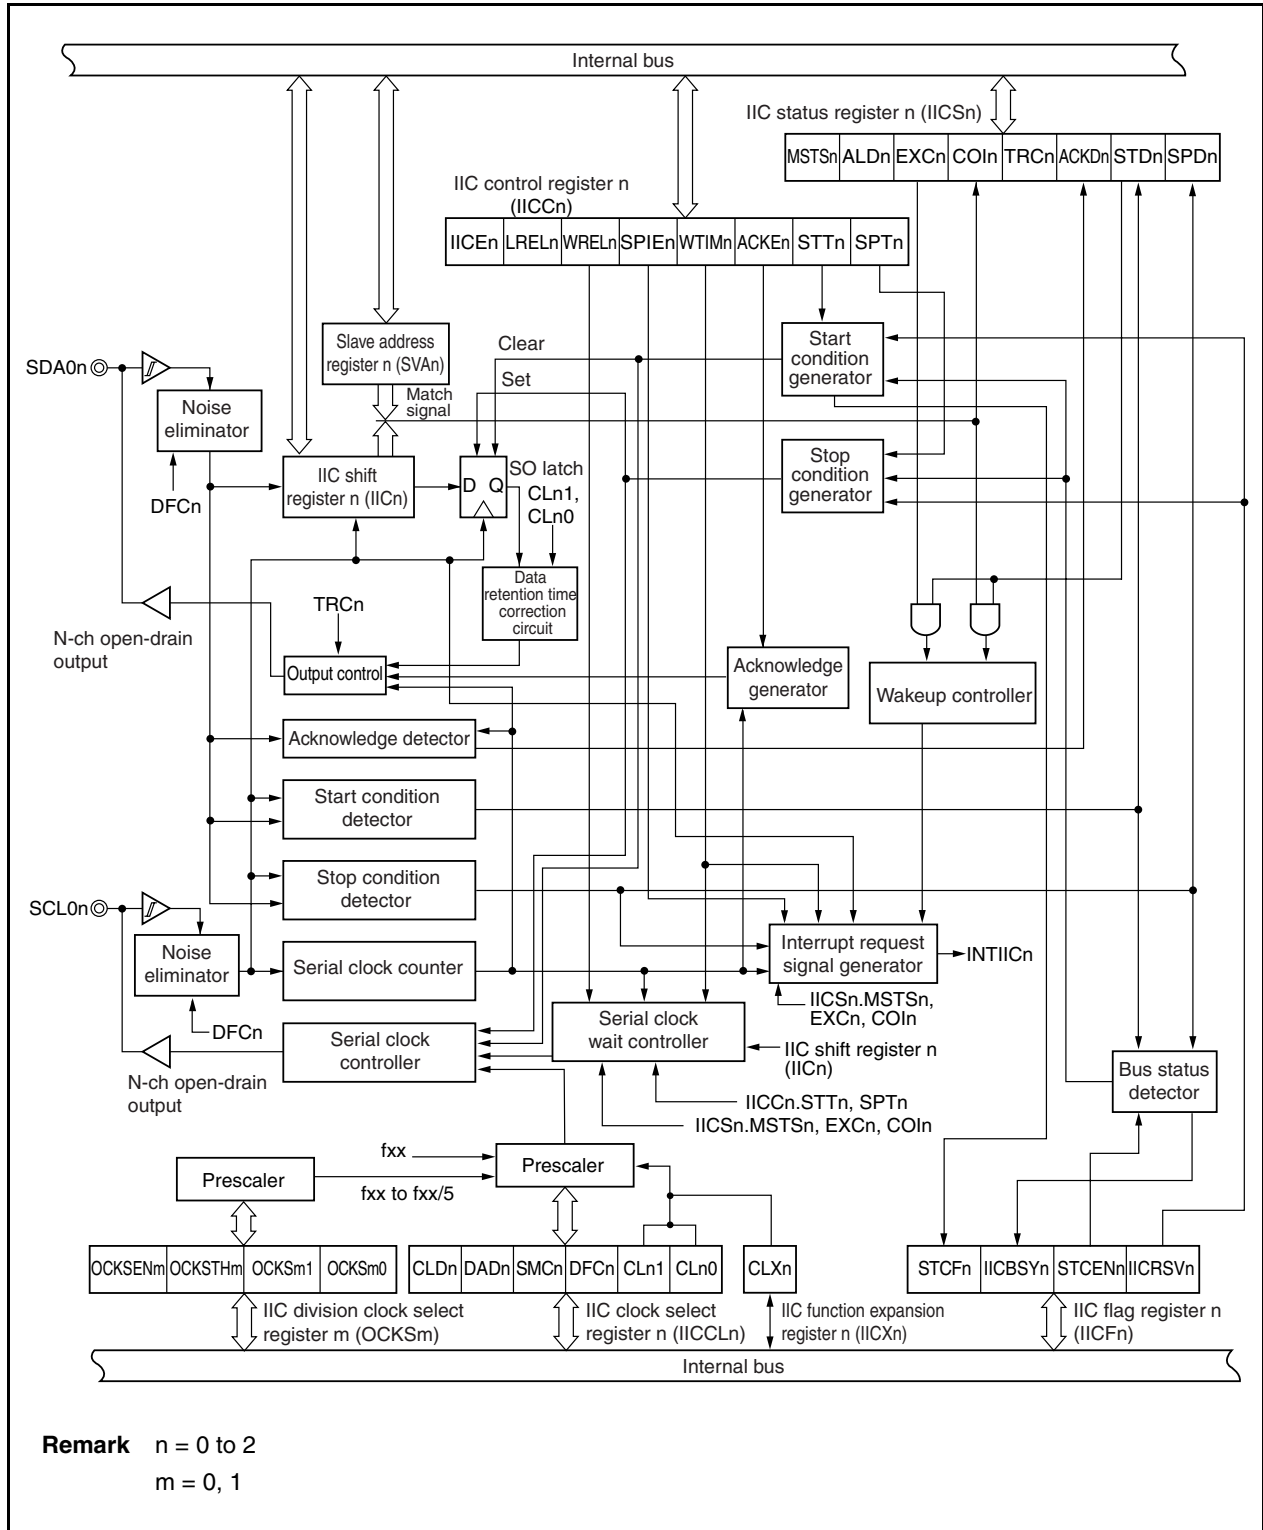 Internal bus
IIC status register n (IICSn)
MSTSn ALDn EXCn COIn TRCn ACKDn STDn SPDn
IIC control register n
(IICCn)
IICEn LRELn WRELn SPIEn WTIMn ACKEn STTn SPTn
Slave address
register n (SVAn)
Clear
Start
condition
generator
SDA0n
Set
Match
signal
Noise
eliminator
Stop
condition
generator
IIC shift
register n (IICn)
D Q
SO latch
CLn1,
CLn0
DFCn
Data
retention time
correction
circuit
TRCn
N-ch open-drain
output
Output control
Acknowledge
generator
Wakeup controller
Acknowledge detector
Start condition
detector
Stop condition
detector
SCL0n
Noise
eliminator
Serial clock counter
Interrupt request
signal generator
INTIICn
IICSn.MSTSn,
EXCn, COIn
DFCn
Serial clock
controller
Serial clock
wait controller
IIC shift register n
(IICn)
N-ch open-drain
output
Bus status
detector
IICCn.STTn, SPTn
IICSn.MSTSn, EXCn, COIn
fxx
Prescaler
Prescaler
fxx to fxx/5
OCKSENm OCKSTHm OCKSm1 OCKSm0
CLDn DADn SMCn DFCn CLn1 CLn0
CLXn
STCFn IICBSYn STCENn IICRSVn
IIC division clock select
register m (OCKSm)
IIC clock select
register n (IICCLn)
IIC function expansion
register n (IICXn)
IIC flag register n
(IICFn)
Internal bus
Remark n = 0 to 2
m = 0, 1